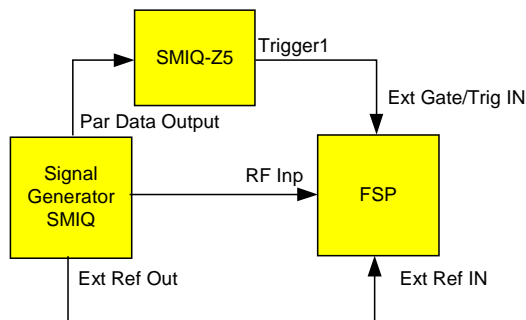 SMIQ-Z5
Trigger1
Ext Gate/Trig IN
Par Data Output
Signal
Generator
SMIQ
RF Inp
FSP
Ext Ref Out
Ext Ref IN